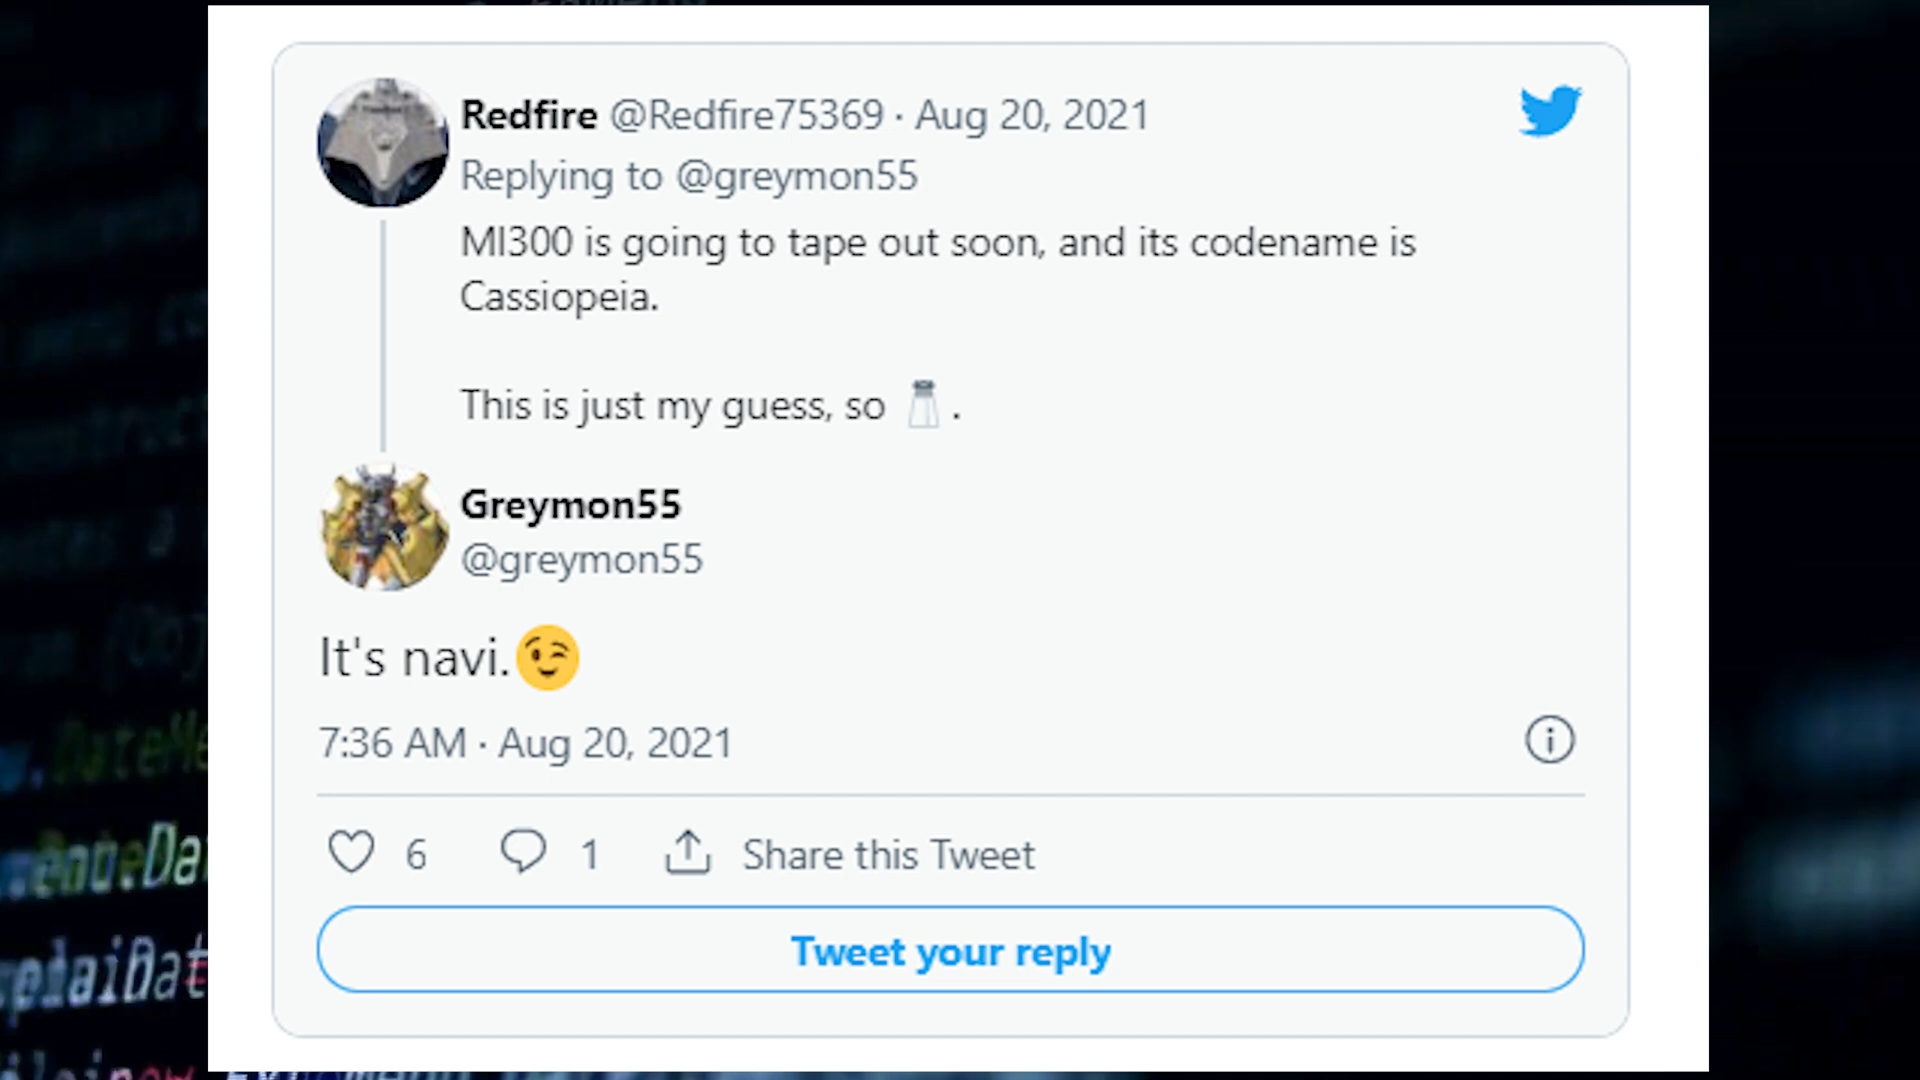 Redfire @Redfire75369 · Aug 20, 2021
Replying to @greymon55
MI300 is going to tape out soon, and its codename is
Cassiopeia.
This is just my guess, so 🧂.
Greymon55
@greymon55
It's navi.😉
7:36 AM · Aug 20, 2021
6 1 Share this Tweet
Tweet your reply